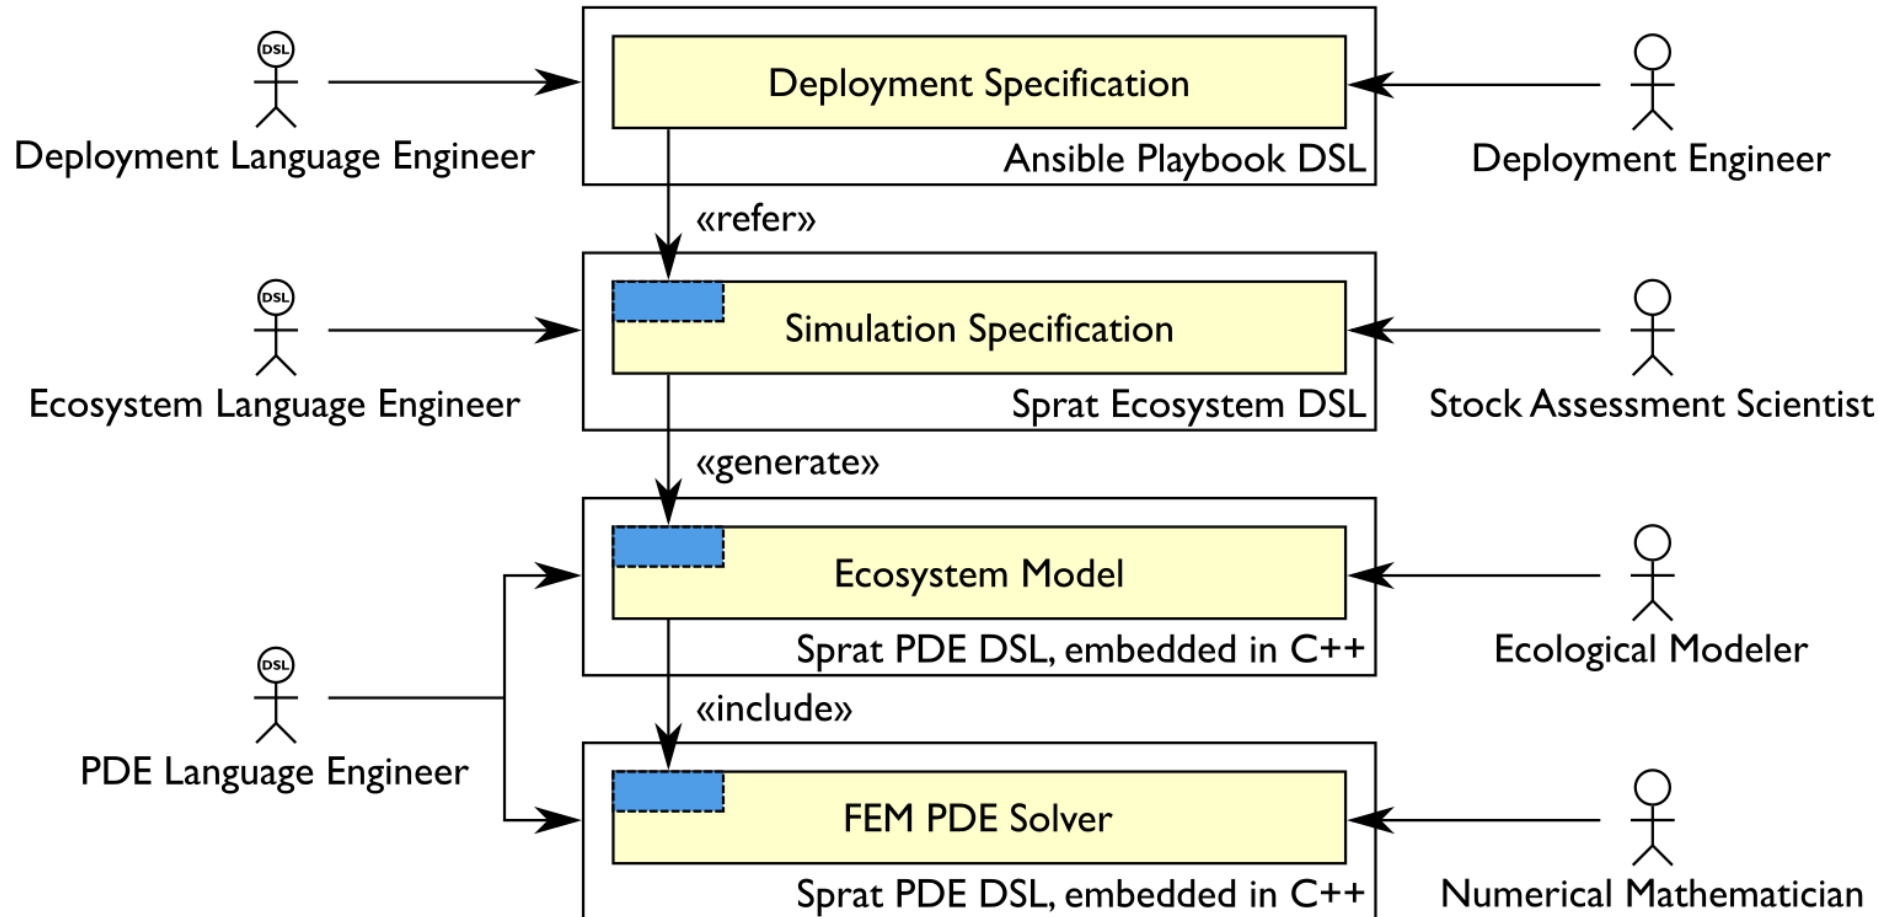 DSL
Deployment Specification
Deployment Language Engineer
Ansible Playbook DSL
Deployment Engineer
«refer»
DSL
Simulation Specification
Ecosystem Language Engineer
Sprat Ecosystem DSL
Stock Assessment Scientist
«generate»
Ecosystem Model
Sprat PDE DSL, embedded in C++
Ecological Modeler
DSL
«include»
PDE Language Engineer
FEM PDE Solver
Sprat PDE DSL, embedded in C++
Numerical Mathematician